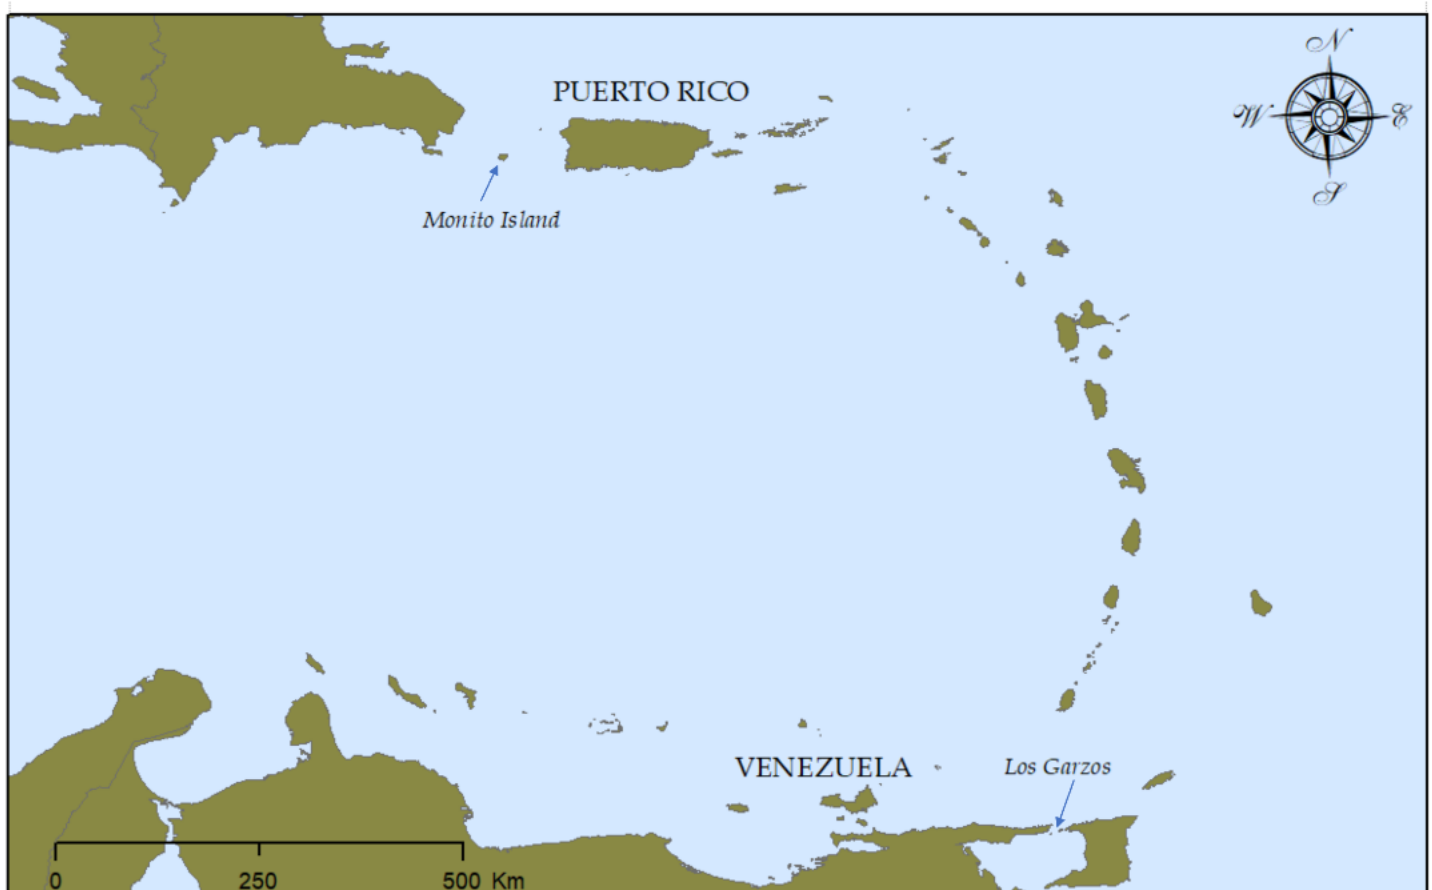 N
PUERTO RICO
W
E
S
Monito Island
VENEZUELA
Los Garzos
0
250
500 Km